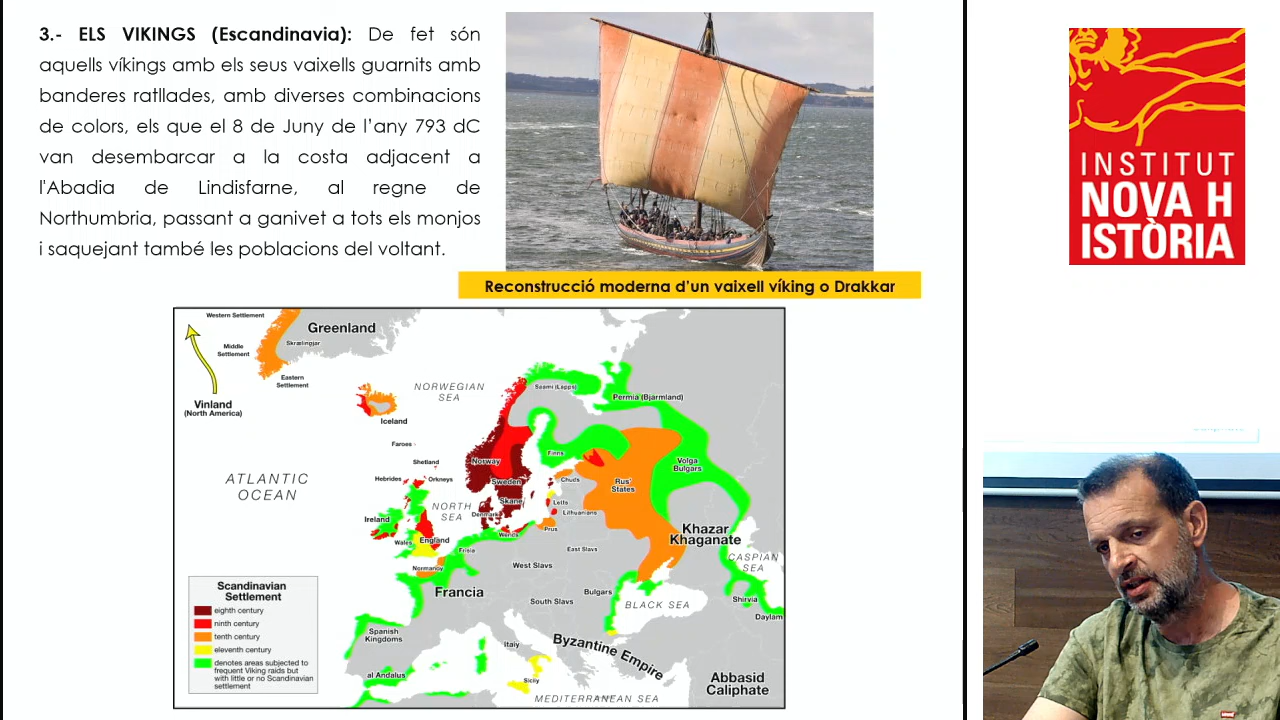 3.- ELS VIKINGS (Escandinavia): De fet són
aquells víkings amb els seus vaixells guarnits amb
banderes ratllades, amb diverses combinacions
de colors, els que el 8 de Juny de l'any 793 dC
van desembarcar a la costa adjacent a
l'Abadia de Lindisfarne, al regne de
Northumbria, passant a ganivet a tots els monjos
i saquejant també les poblacions del voltant.
Reconstrucció moderna d'un vaixell víking o Drakkar
INSTITUT
NOVA H
ISTÒRIA
Western Settlement
Greenland
Skrælingjar
Middle
Settlement
Eastern
Settlement
Vinland
(North America)
NORWEGIAN
SEA
Iceland
Saami (Lapps)
Permia (Bjarmland)
Faroes
Shetland
Hebrides
Orkneys
ATLANTIC
OCEAN
Norway
Sweden
Skane
Denmark
Finns
Chuds
Letts
Lithuanians
Prus
Wends
Rus'
States
Volga
Bulgars
NORTH
SEA
Ireland
Wales
England
Frisia
Normandy
East Slavs
West Slavs
South Slavs
Khazar
Khaganate
CASPIAN
SEA
Francia
Bulgars
BLACK SEA
Shirvia
Daylam
Spanish
Kingdoms
al Andalus
Italy
Sicily
Byzantine Empire
Abbasid
Caliphate
MEDITERRANEAN SEA
Scandinavian
Settlement
eighth century
ninth century
tenth century
eleventh century
denotes areas subjected to
frequent Viking raids but
with little or no Scandinavian
settlement